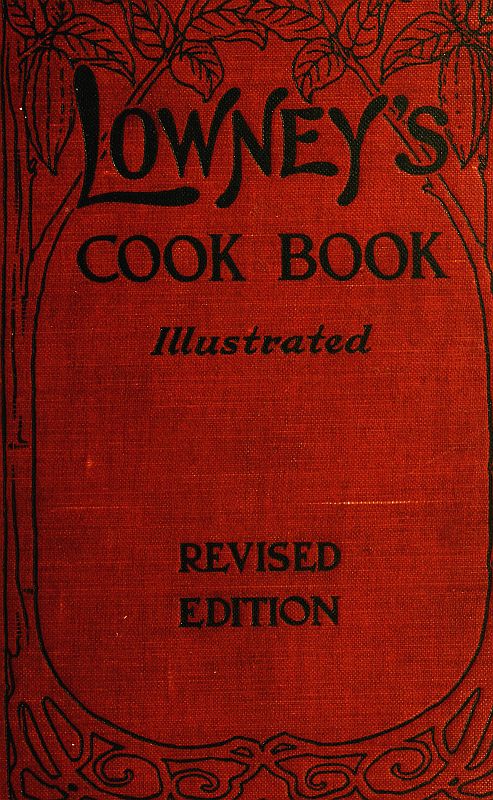 LOWNEY'S
COOK BOOK
Illustrated
REVISED
EDITION